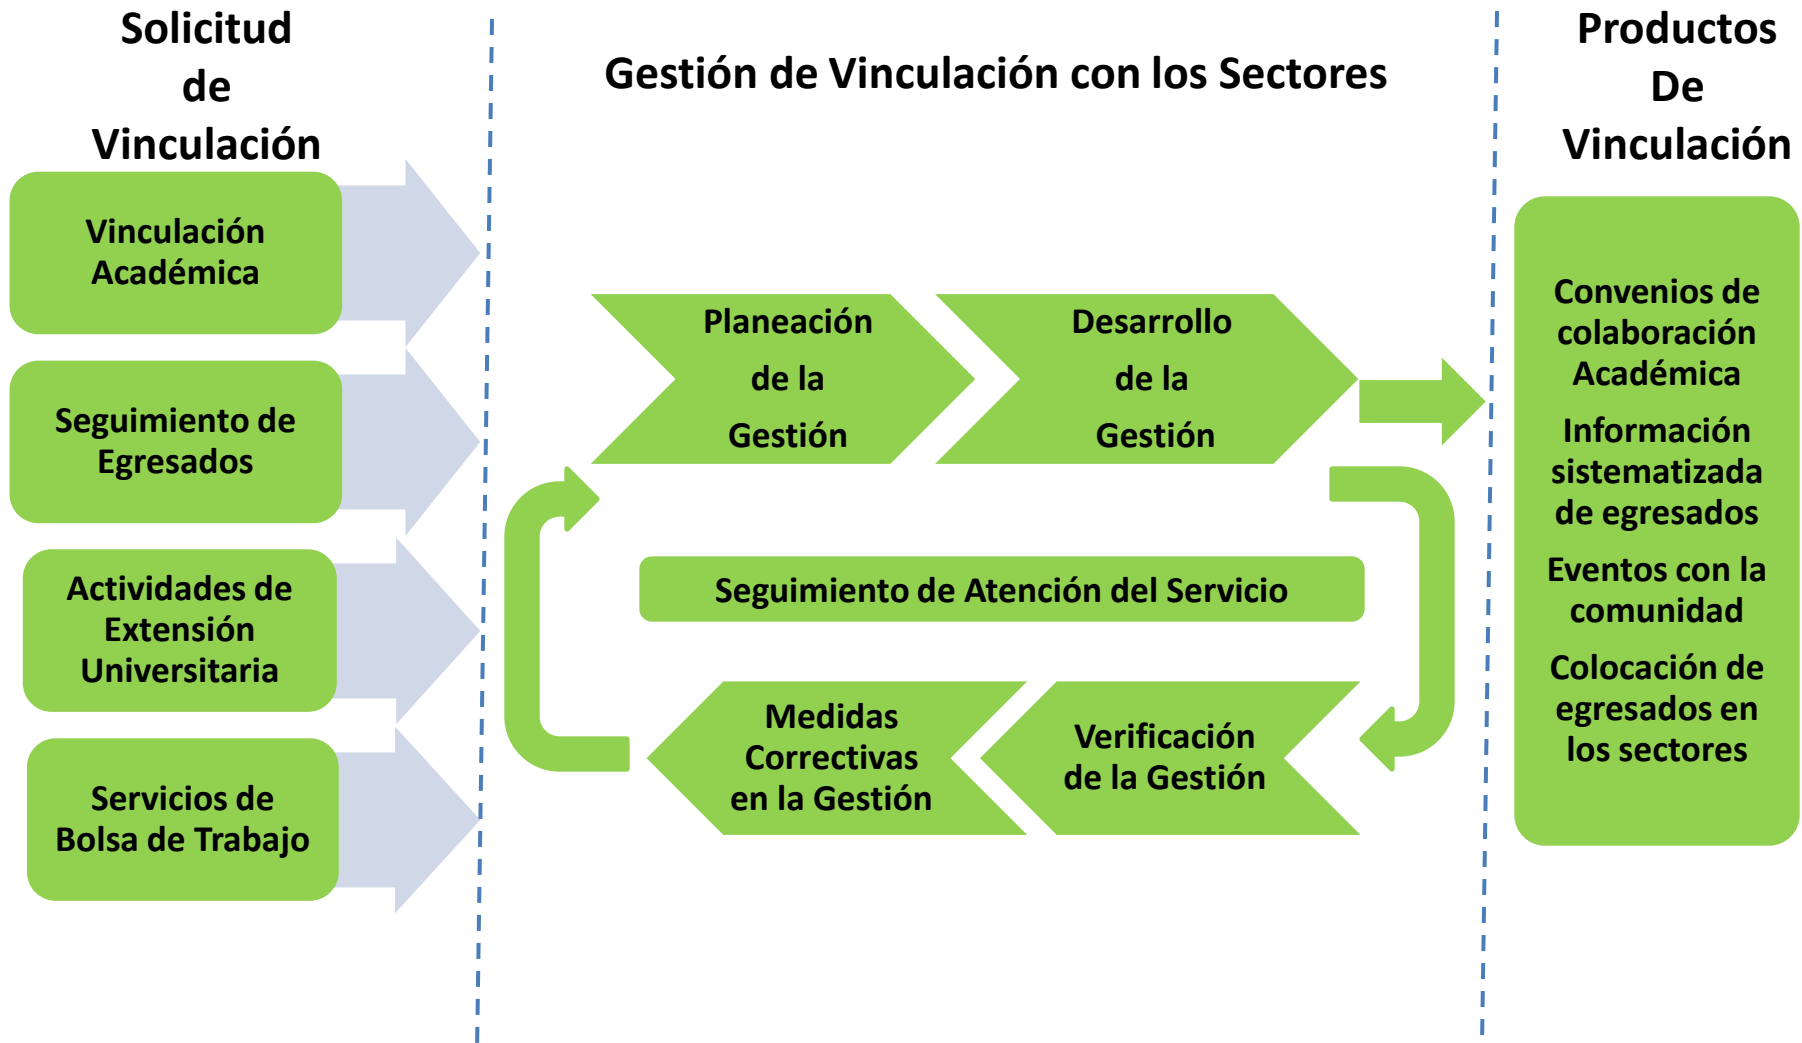 Solicitud
de
Vinculación
Vinculación
Académica
Seguimiento de
Egresados
Actividades de
Extensión
Universitaria
Servicios de
Bolsa de Trabajo
Gestión de Vinculación con los Sectores
Planeación
de la
Gestión
Desarrollo
de la
Gestión
Seguimiento de Atención del Servicio
Medidas
Correctivas
en la Gestión
Verificación
de la Gestión
Productos
De
Vinculación
Convenios de
colaboración
Académica
Información
sistematizada
de egresados
Eventos con la
comunidad
Colocación de
egresados en
los sectores